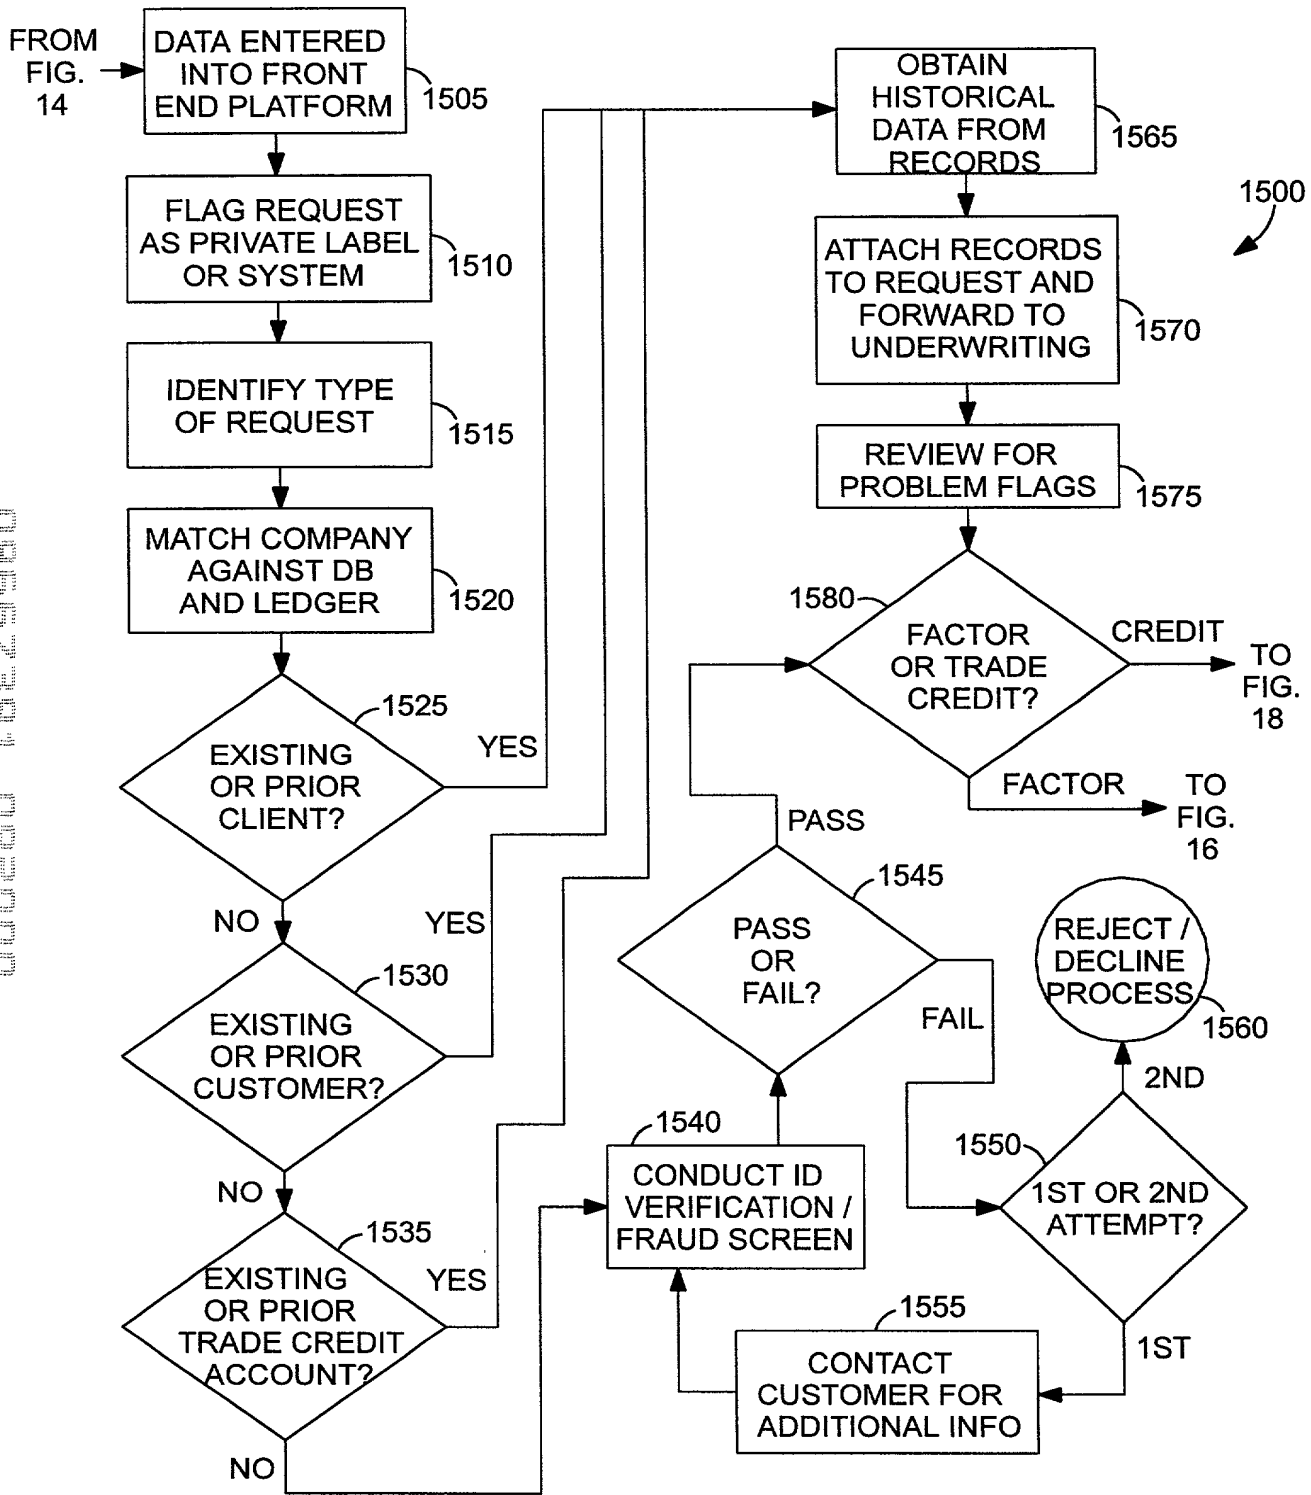 FROM
FIG.
14
DATA ENTERED
INTO FRONT
END PLATFORM
1505
FLAG REQUEST
AS PRIVATE LABEL
OR SYSTEM
1510
IDENTIFY TYPE
OF REQUEST
1515
MATCH COMPANY
AGAINST DB
AND LEDGER
1520
1525
EXISTING
OR PRIOR
CLIENT?
YES
NO
1530
EXISTING
OR PRIOR
CUSTOMER?
YES
NO
1535
EXISTING
OR PRIOR
TRADE CREDIT
ACCOUNT?
YES
NO
1540
CONDUCT ID
VERIFICATION /
FRAUD SCREEN
1545
PASS
OR
FAIL?
PASS
FAIL
1550
1ST OR 2ND
ATTEMPT?
1ST
2ND
1555
CONTACT
CUSTOMER FOR
ADDITIONAL INFO
REJECT /
DECLINE
PROCESS
1560
OBTAIN
HISTORICAL
DATA FROM
RECORDS
1565
1500
ATTACH RECORDS
TO REQUEST AND
FORWARD TO
UNDERWRITING
1570
REVIEW FOR
PROBLEM FLAGS
1575
1580
FACTOR
OR TRADE
CREDIT?
CREDIT
TO
FIG.
18
FACTOR
TO
FIG.
16